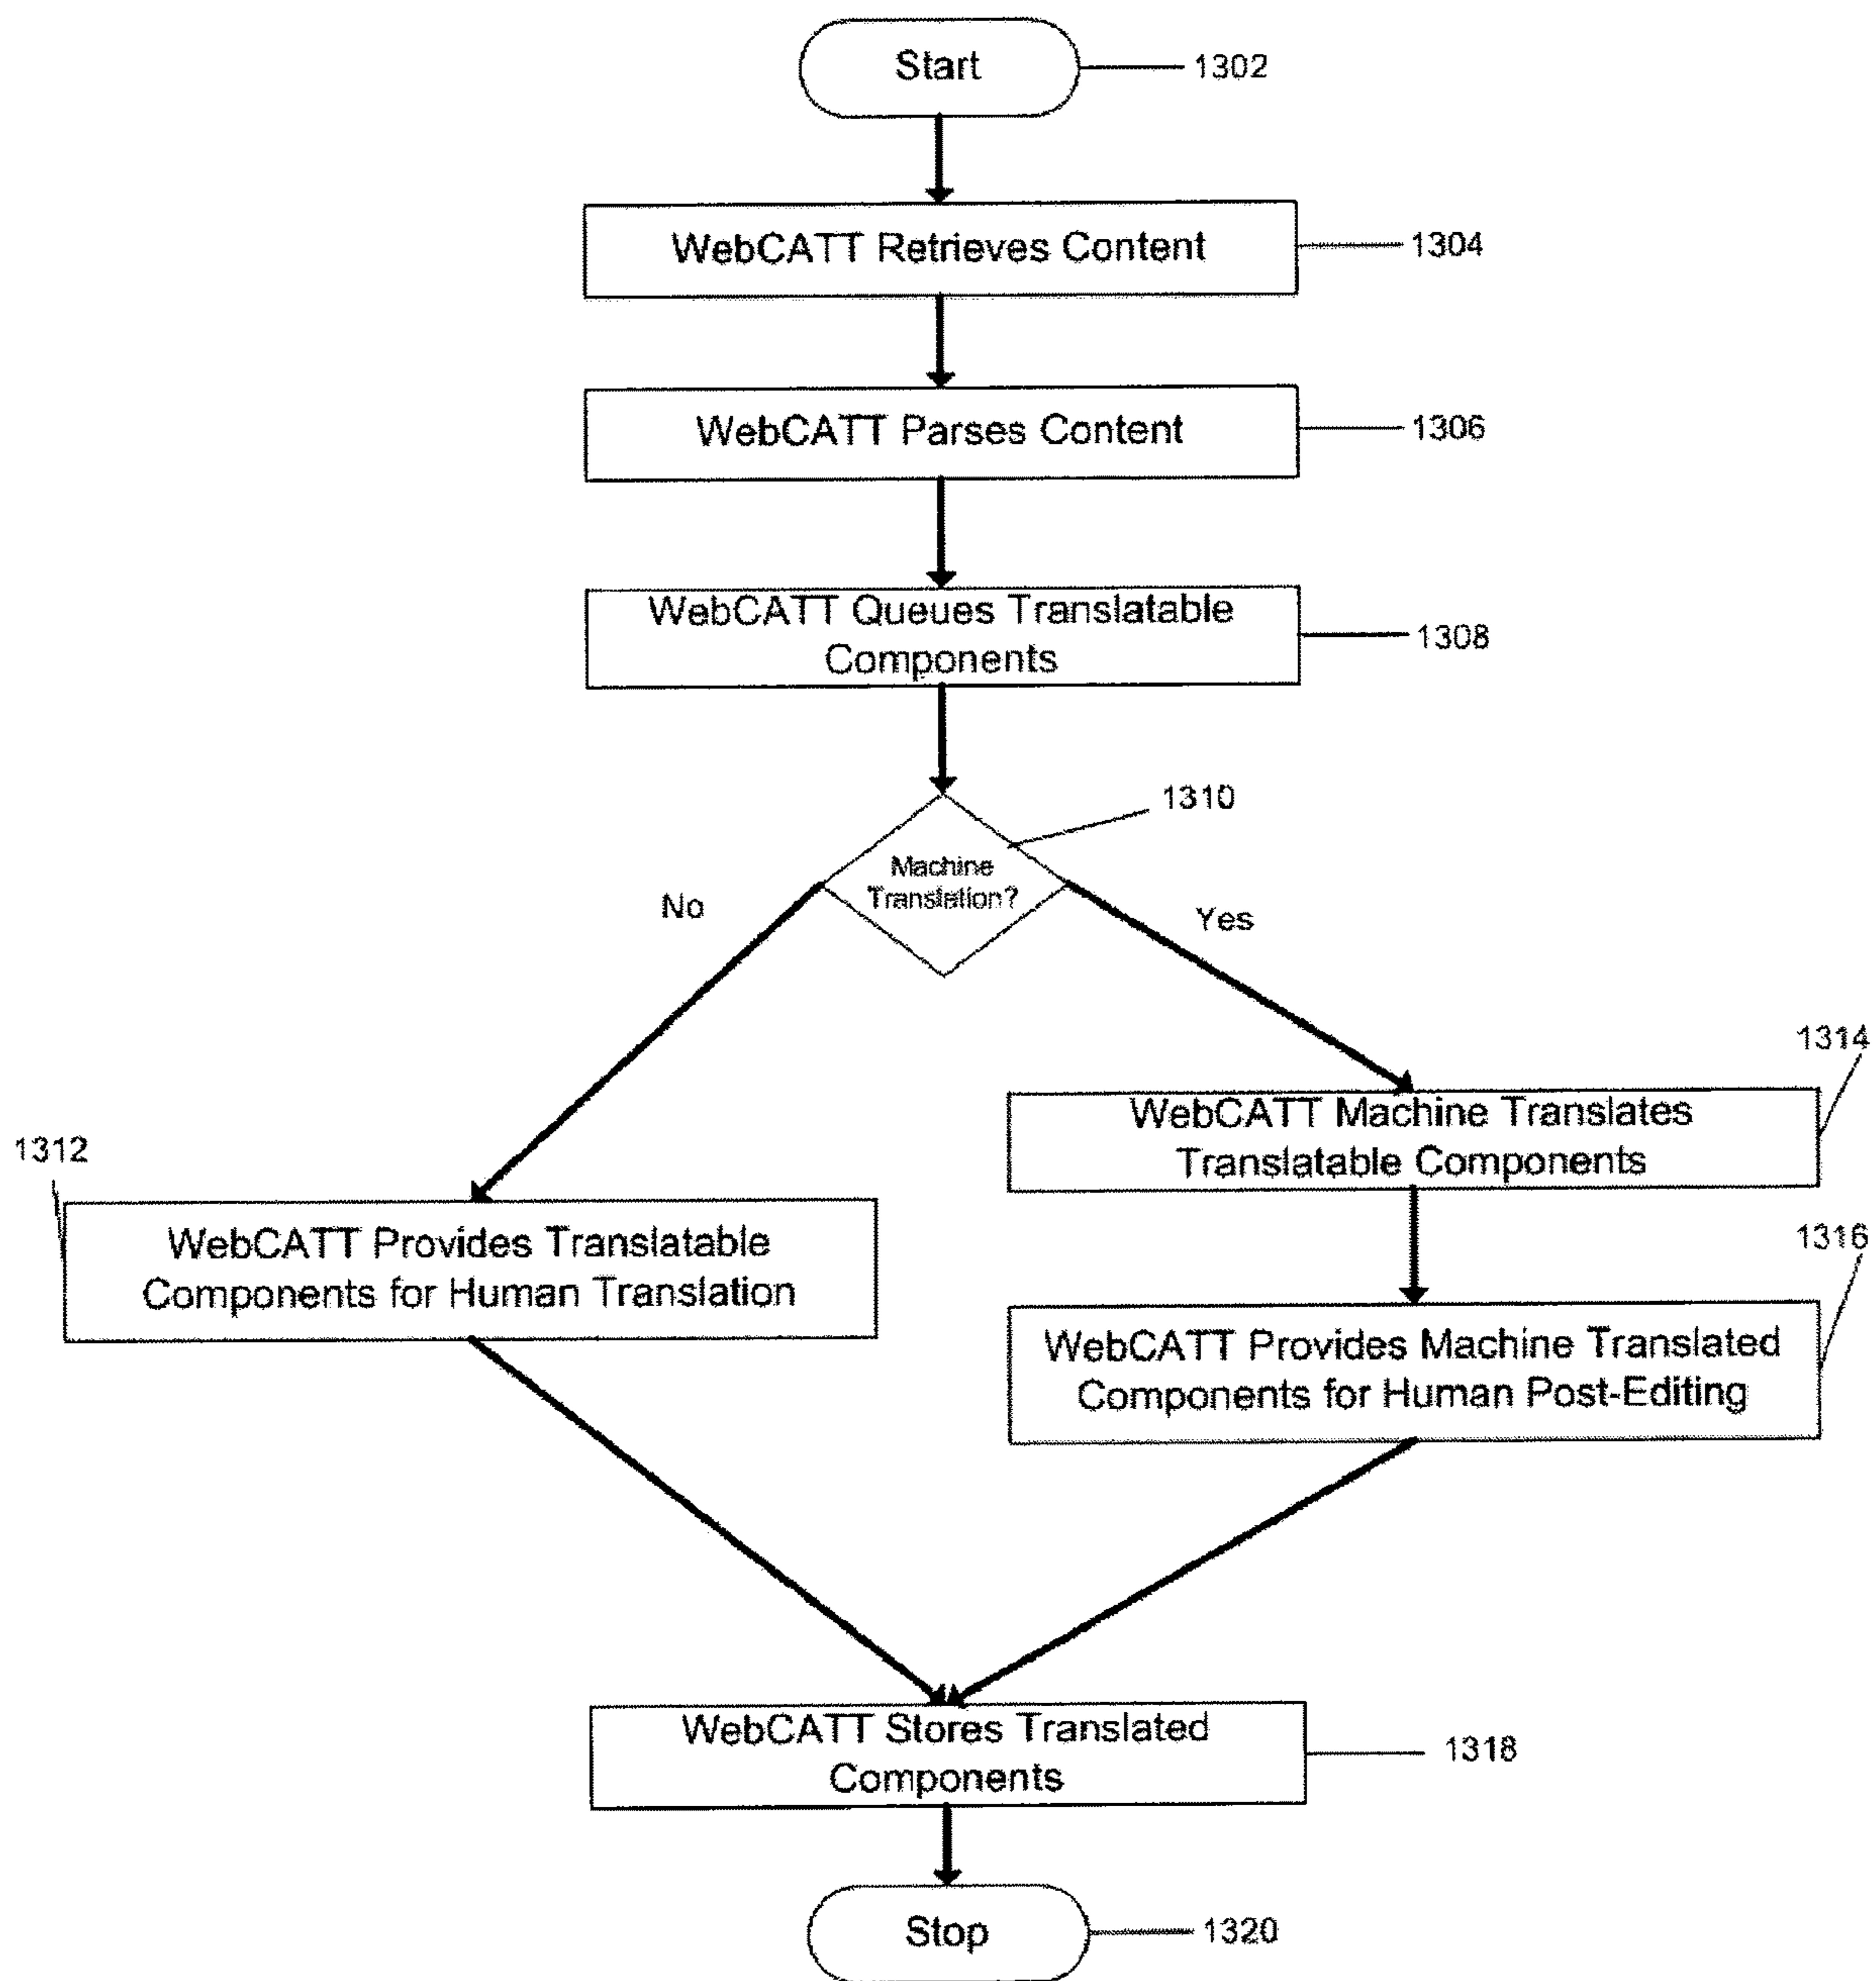 Start
1302
WebCATT Retrieves Content
1304
WebCATT Parses Content
1306
WebCATT Queues Translatable
Components
1308
1310
Machine
Translation?
No
Yes
1314
WebCATT Machine Translates
Translatable Components
1312
WebCATT Provides Translatable
Components for Human Translation
1316
WebCATT Provides Machine Translated
Components for Human Post-Editing
WebCATT Stores Translated
Components
1318
Stop
1320